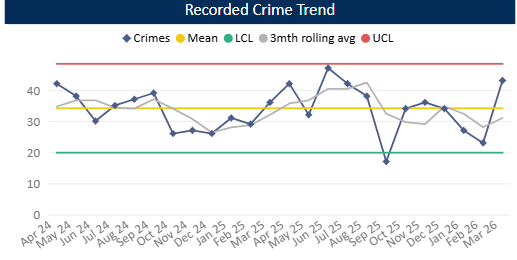 Recorded Crime Trend
Crimes Mean LCL 3mth rolling avg UCL
40
30
20
10
0
Apr 24 May 24 Jun 24 Jul 24 Aug 24 Sep 24 Oct 24 Nov 24 Dec 24 Jan 25 Feb 25 Mar 25 Apr 25 May 25 Jun 25 Jul 25 Aug 25 Sep 25 Oct 25 Nov 25 Dec 25 Jan 26 Feb 26 Mar 26